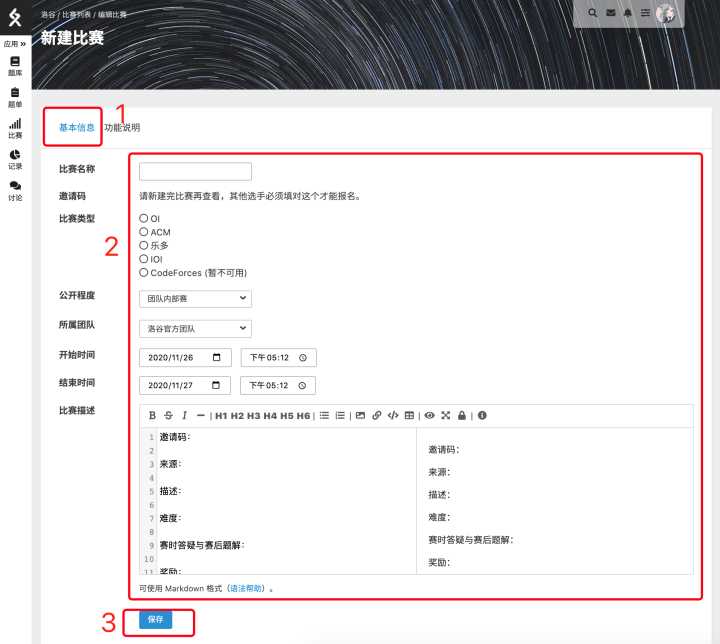 洛谷 / 比赛列表 / 编辑比赛
新建比赛
应用 »
题库
题单
比赛
记录
讨论
1
基本信息 功能说明
2
比赛名称
邀请码 请新建完比赛再查看，其他选手必须填对这个才能报名。
比赛类型
OI
ACM
乐多
IOI
CodeForces (暂不可用)
公开程度 团队内部赛
所属团队 洛谷官方团队
开始时间 2020/11/26 下午 05:12
结束时间 2020/11/27 下午 05:12
比赛描述
B S I — | H1 H2 H3 H4 H5 H6 | | |
1 邀请码：
2
3 来源：
4
5 描述：
6
7 难度：
8
9 赛时答疑与赛后题解：
10
11 奖励：
邀请码：
来源：
描述：
难度：
赛时答疑与赛后题解：
奖励：
可使用 Markdown 格式（语法帮助）。
3
保存